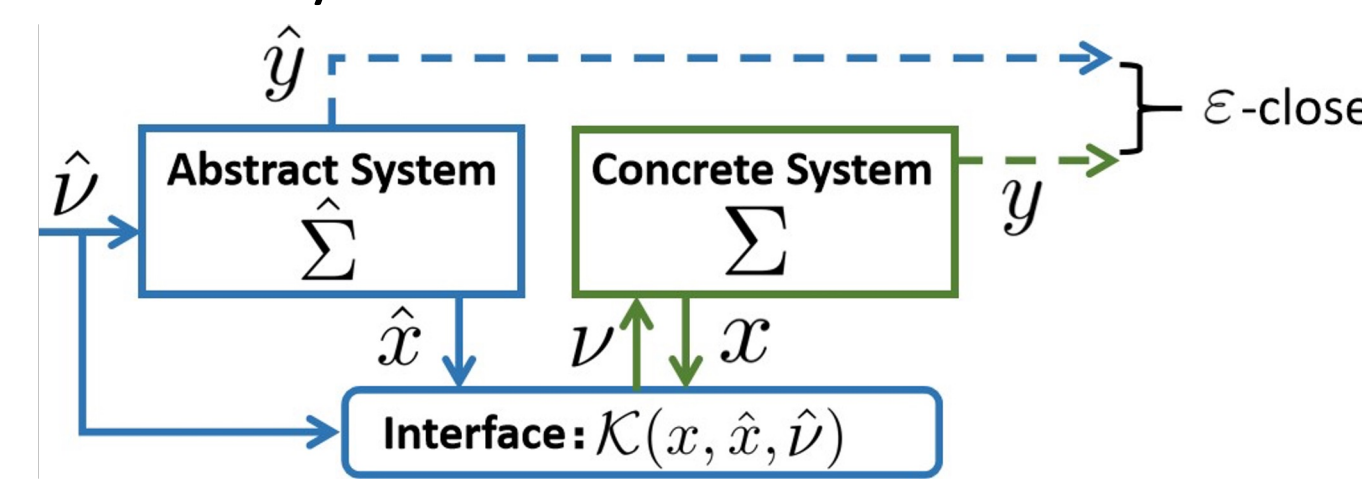 ŷ
ε-close
ν̂
Abstract System
Σ̂
Concrete System
Σ
y
x̂
ν
x
Interface: 𝒦(x, x̂, ν̂)